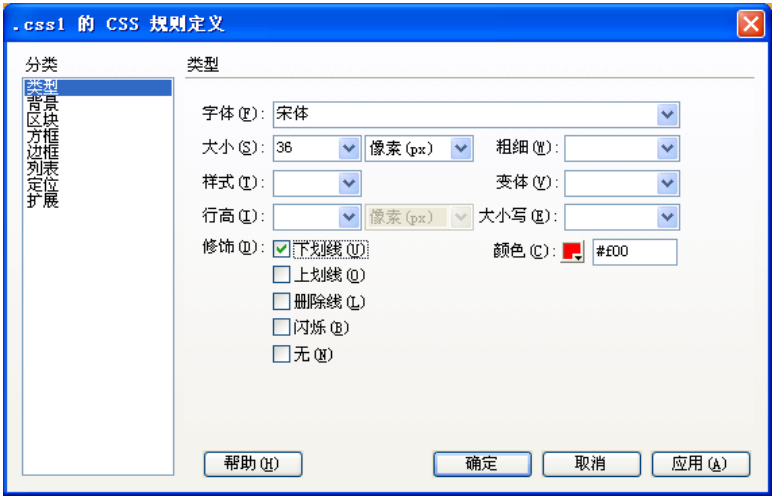 .css1 的 CSS 规则定义
分类
类型
背景
区块
方框
边框
列表
定位
扩展
类型
字体(F): 宋体
大小(S): 36 像素(px) 粗细(W):
样式(T): 变体(V):
行高(I): 像素(px) 大小写(E):
修饰(D): 下划线(U) 颜色(C): #f00
上划线(O)
删除线(L)
闪烁(B)
无(N)
帮助(H) 确定 取消 应用(A)